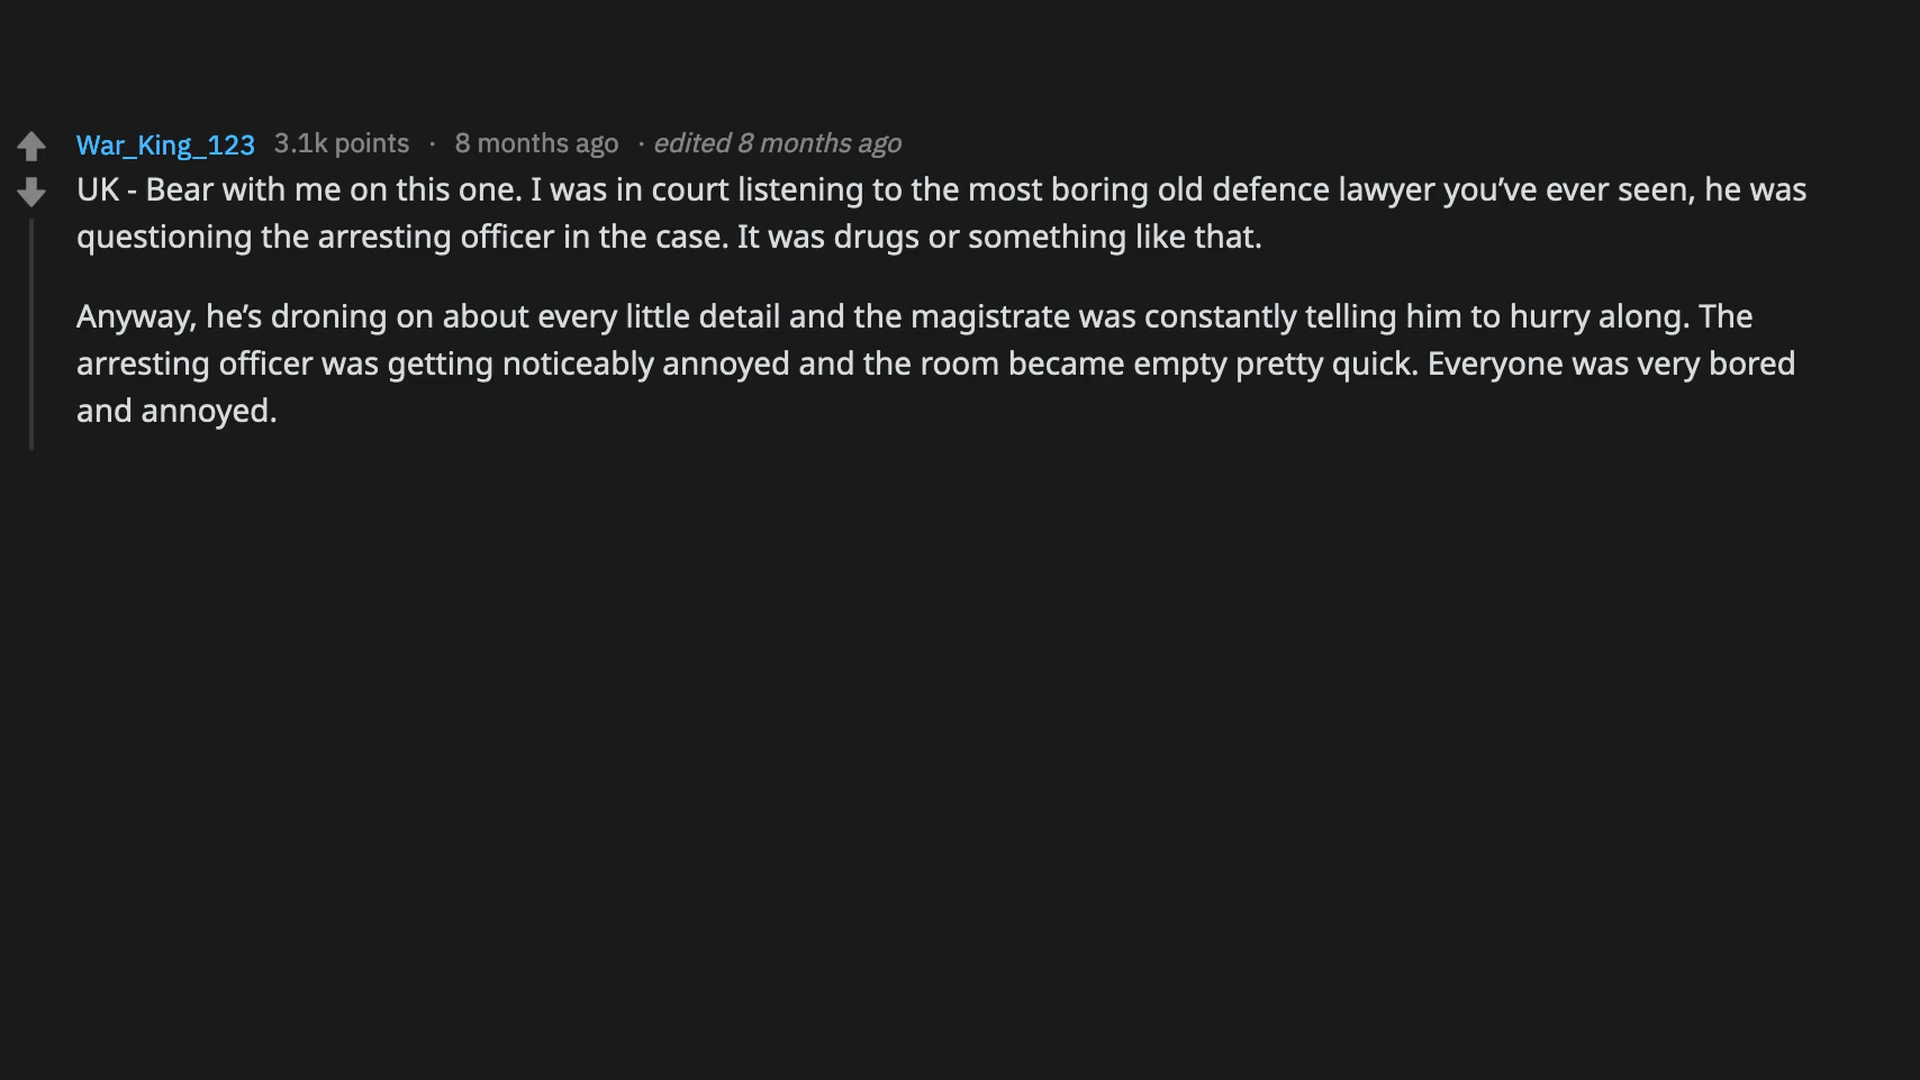 War_King_123 3.1k points · 8 months ago · edited 8 months ago
UK - Bear with me on this one. I was in court listening to the most boring old defence lawyer you’ve ever seen, he was
questioning the arresting officer in the case. It was drugs or something like that.
Anyway, he’s droning on about every little detail and the magistrate was constantly telling him to hurry along. The
arresting officer was getting noticeably annoyed and the room became empty pretty quick. Everyone was very bored
and annoyed.